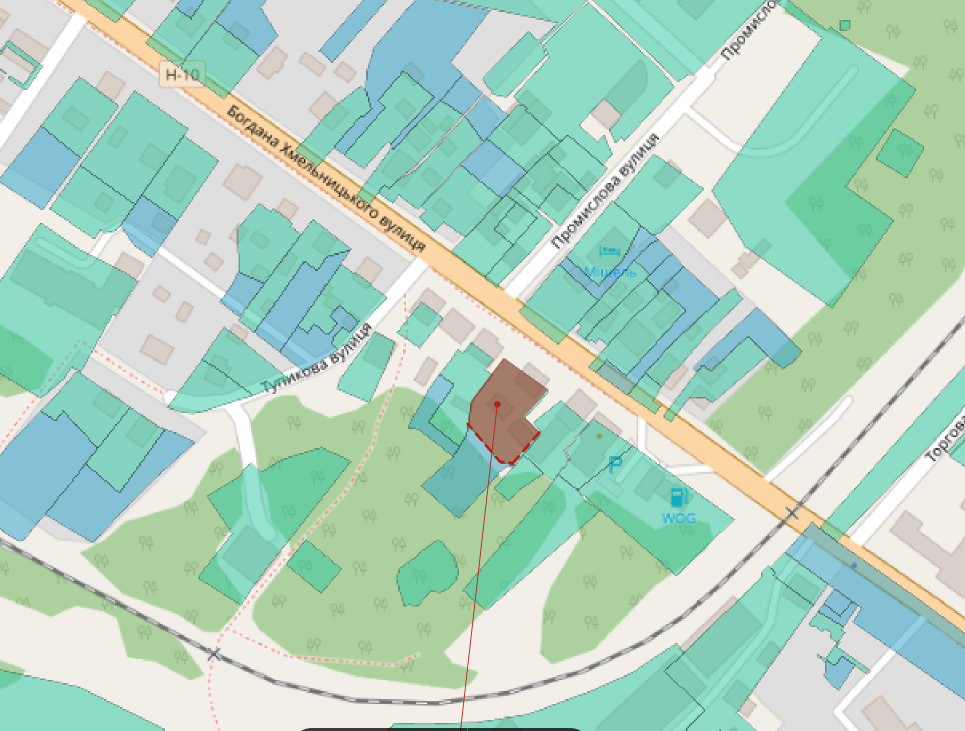 Промисло
Н-10
Богдана Хмельницького вулиця
Промислова вулиця
Мішель
Тупикова вулиця
Торгова
P
WOG